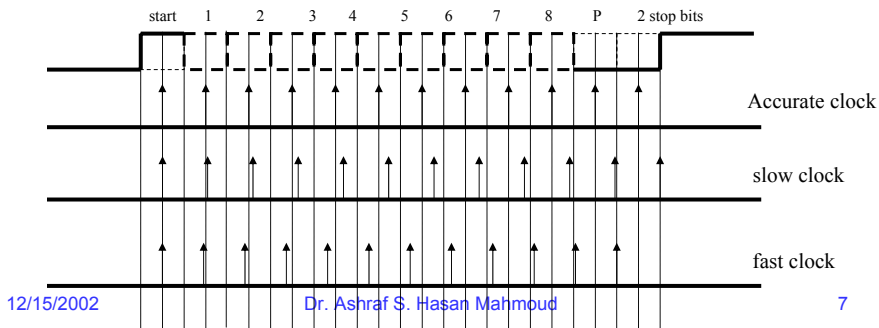 start 1 2 3 4 5 6 7 8 P 2 stop bits
Accurate clock
slow clock
fast clock
12/15/2002 Dr. Ashraf S. Hasan Mahmoud 7